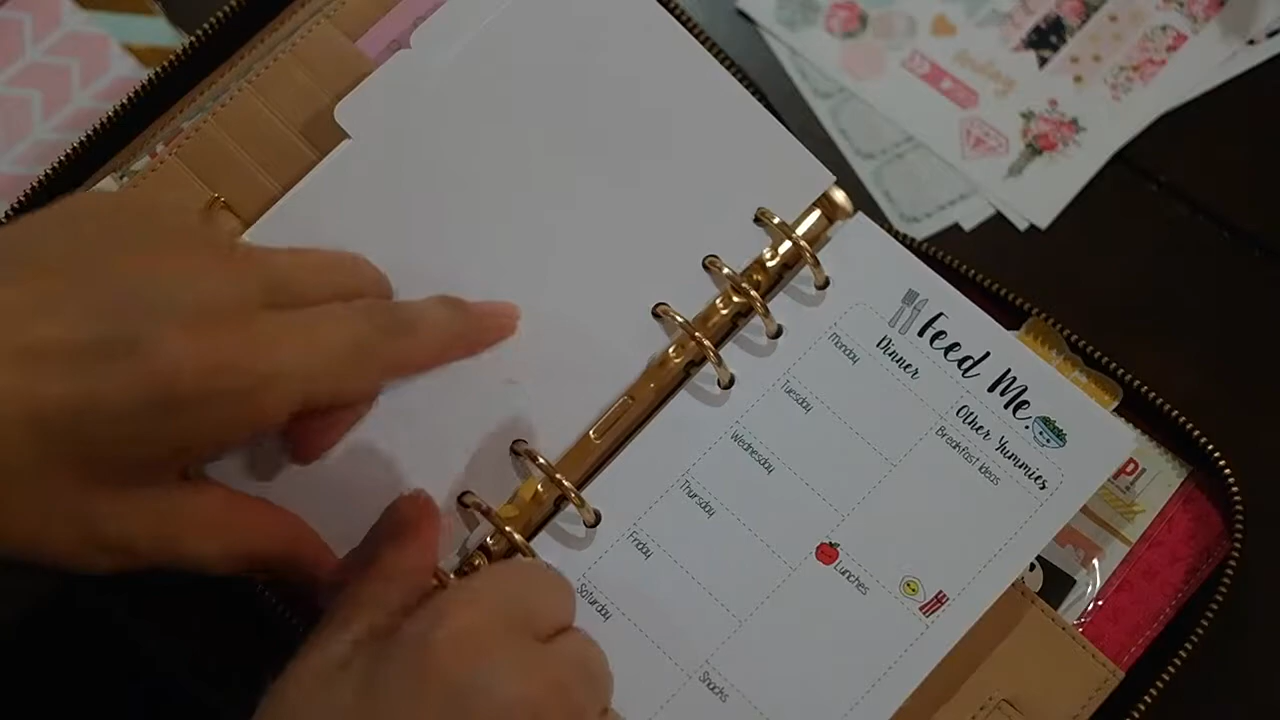 Feed Me
Dinner
Other Yummies
Monday
Breakfast Ideas
Tuesday
Wednesday
Thursday
Lunches
Friday
Saturday
Snacks